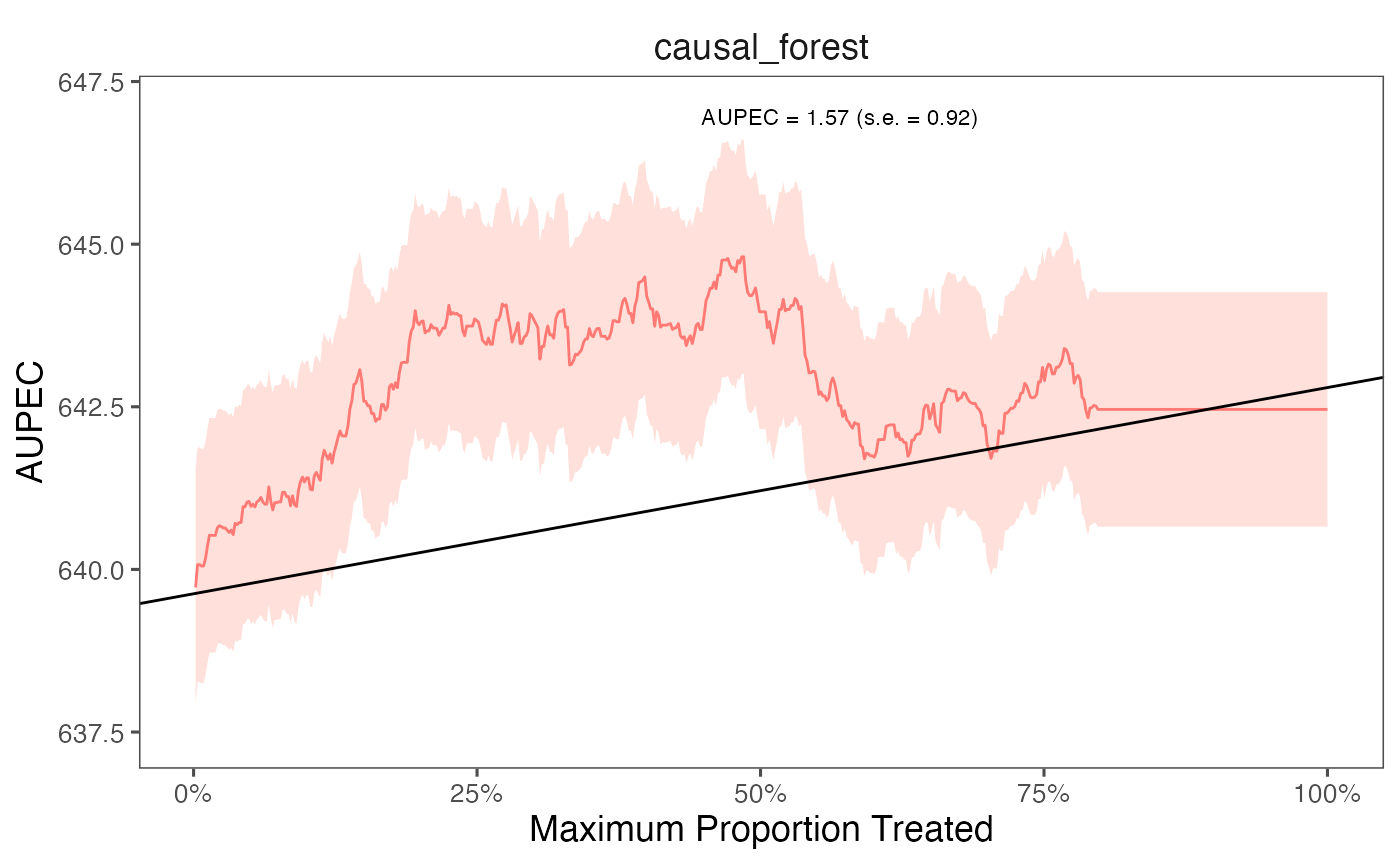 causal_forest
AUPEC = 1.57 (s.e. = 0.92)
AUPEC
647.5
645.0
642.5
640.0
637.5
0%
25%
50%
75%
100%
Maximum Proportion Treated